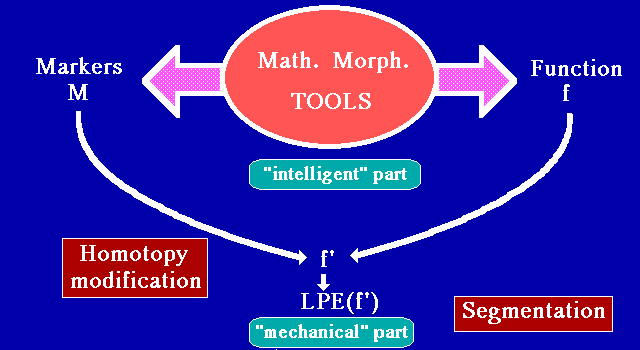 Math. Morph.
TOOLS
Markers
M
Function
f
"intelligent" part
Homotopy
modification
f'
LPE(f')
"mechanical" part
Segmentation